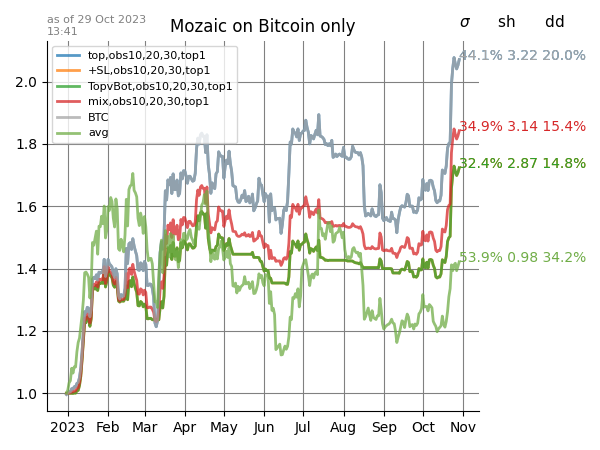 as of 29 Oct 2023
13:41
Mozaic on Bitcoin only
σ sh dd
top,obs10,20,30,top1
+SL,obs10,20,30,top1
TopvBot,obs10,20,30,top1
mix,obs10,20,30,top1
BTC
avg
44.1% 3.22 20.0%
34.9% 3.14 15.4%
32.4% 2.87 14.8%
53.9% 0.98 34.2%
2.0
1.8
1.6
1.4
1.2
1.0
2023 Feb Mar Apr May Jun Jul Aug Sep Oct Nov